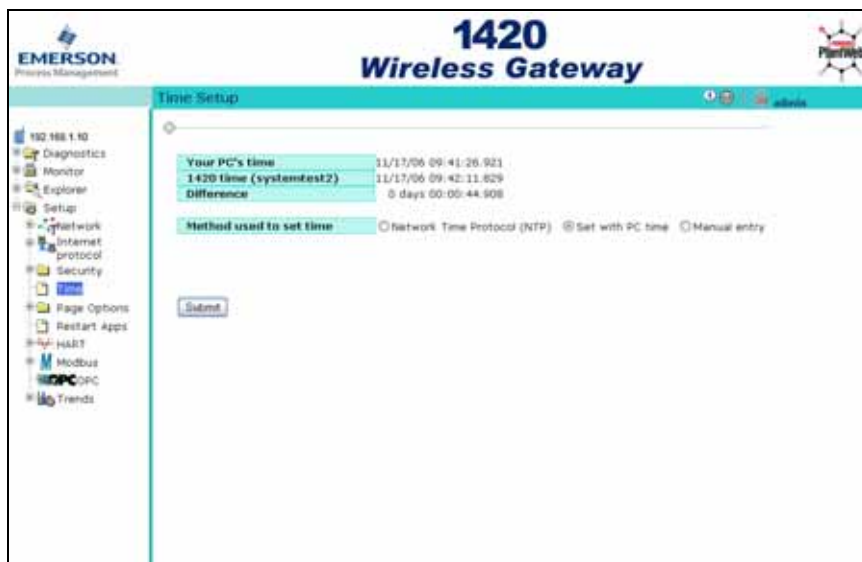 EMERSON
Process Management
1420
Wireless Gateway
PlantWeb
Time Setup
admin
192.168.1.10
Diagnostics
Monitor
Explorer
Setup
Network
Internet
protocol
Security
Time
Page Options
Restart Apps
HART
Modbus
OPC OPC
Trends
Your PC's time 11/17/06 09:41:26.921
1420 time (systemtest2) 11/17/06 09:42:11.829
Difference 0 days 00:00:44.908
Method used to set time Network Time Protocol (NTP) Set with PC time Manual entry
Submit